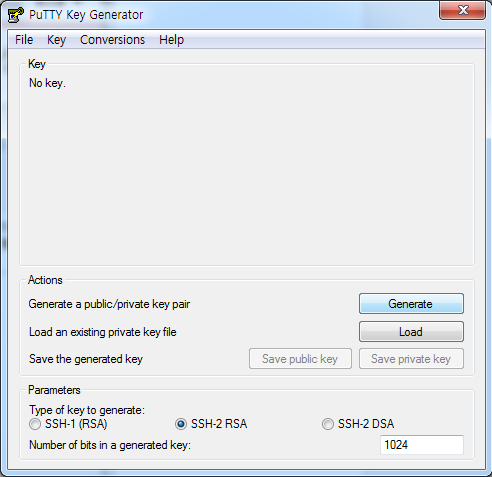 PuTTY Key Generator
File Key Conversions Help
Key
No key.
Actions
Generate a public/private key pair
Generate
Load an existing private key file
Load
Save the generated key
Save public key
Save private key
Parameters
Type of key to generate:
SSH-1 (RSA)
SSH-2 RSA
SSH-2 DSA
Number of bits in a generated key:
1024